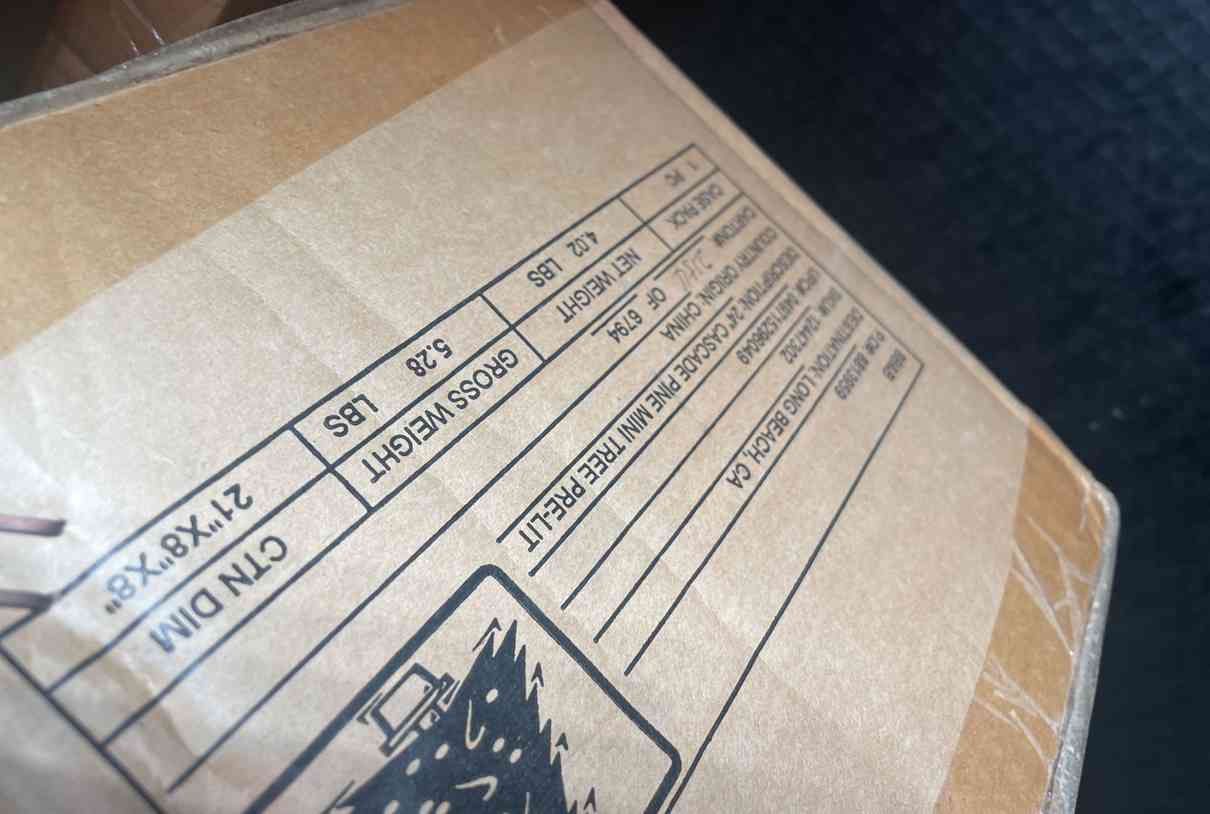 DESTINATION: LONG BEACH, CA
SKU#: 12447302
UPC# 048715296049
DESCRIPTION: 24" CASCADE PINE MINI TREE PRE-LIT
COUNTRY ORIGIN: CHINA
CARTON# OF 6794
CASE PACK NET WEIGHT GROSS WEIGHT CTN DIM
1 PC 4.02 LBS 5.28 LBS 21"X8"X8"